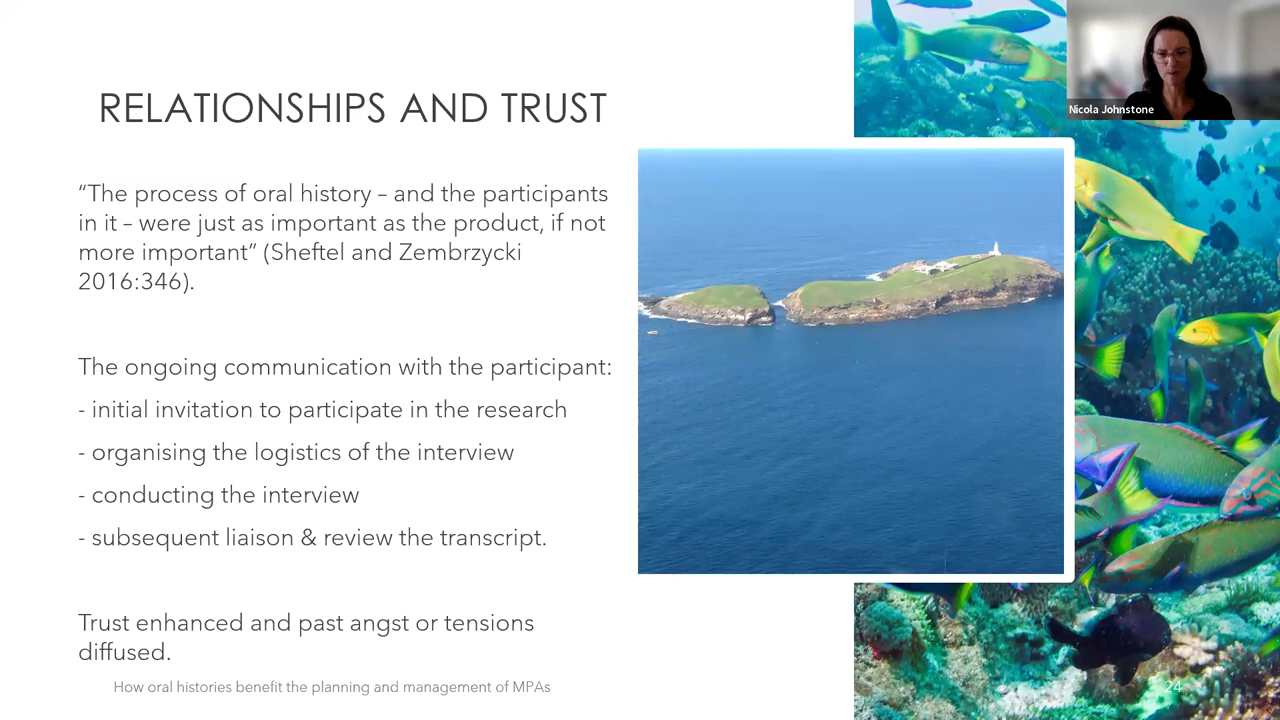 Nicola Johnstone
RELATIONSHIPS AND TRUST
“The process of oral history – and the participants
in it – were just as important as the product, if not
more important” (Sheftel and Zembrzycki
2016:346).
The ongoing communication with the participant:
- initial invitation to participate in the research
- organising the logistics of the interview
- conducting the interview
- subsequent liaison & review the transcript.
Trust enhanced and past angst or tensions
diffused.
How oral histories benefit the planning and management of MPAs
24